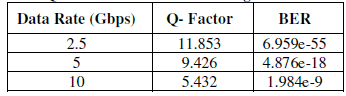 Data Rate (Gbps) Q- Factor BER
2.5 11.853 6.959e-55
5 9.426 4.876e-18
10 5.432 1.984e-9